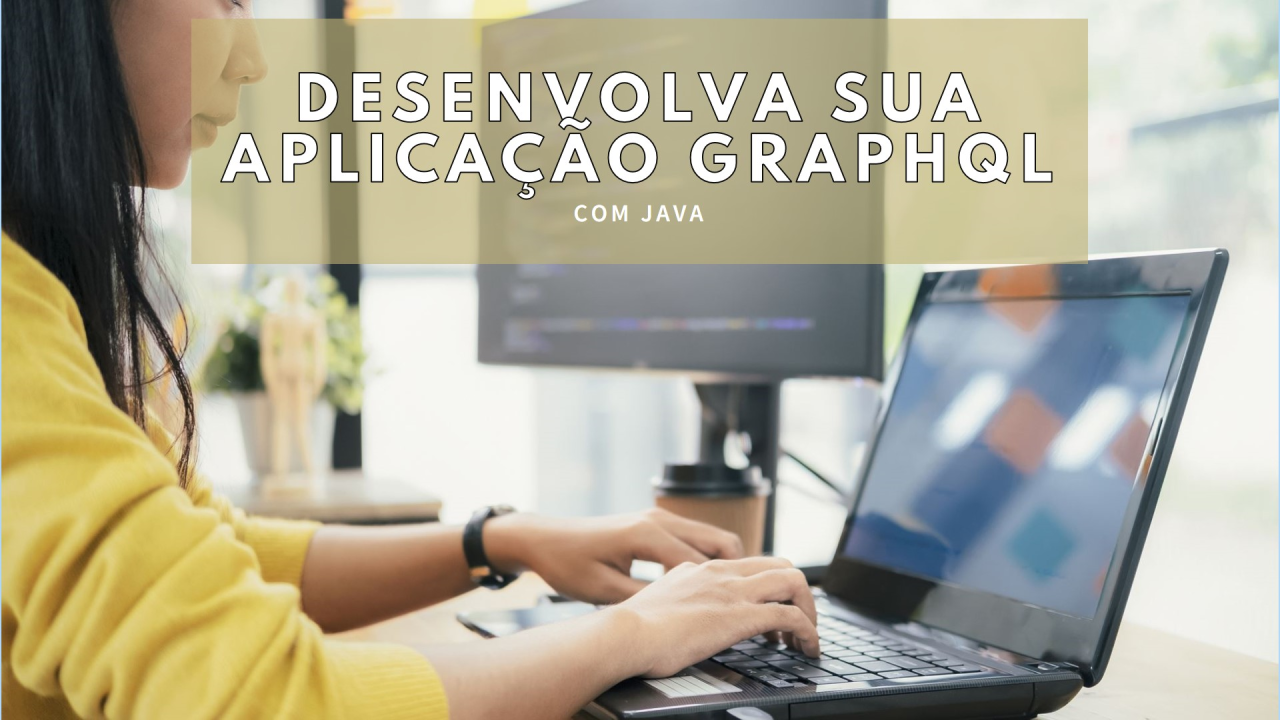 DESENVOLVA SUA
APLICAÇÃO GRAPHQL
COM JAVA